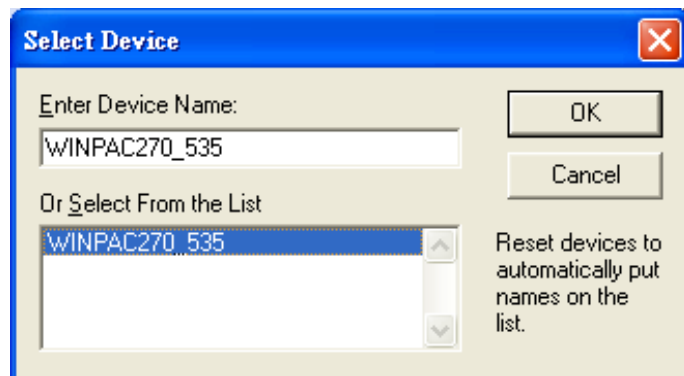 Select Device
Enter Device Name:
WINPAC270_535
OK
Cancel
Or Select From the List
WINPAC270_535
Reset devices to
automatically put
names on the
list.